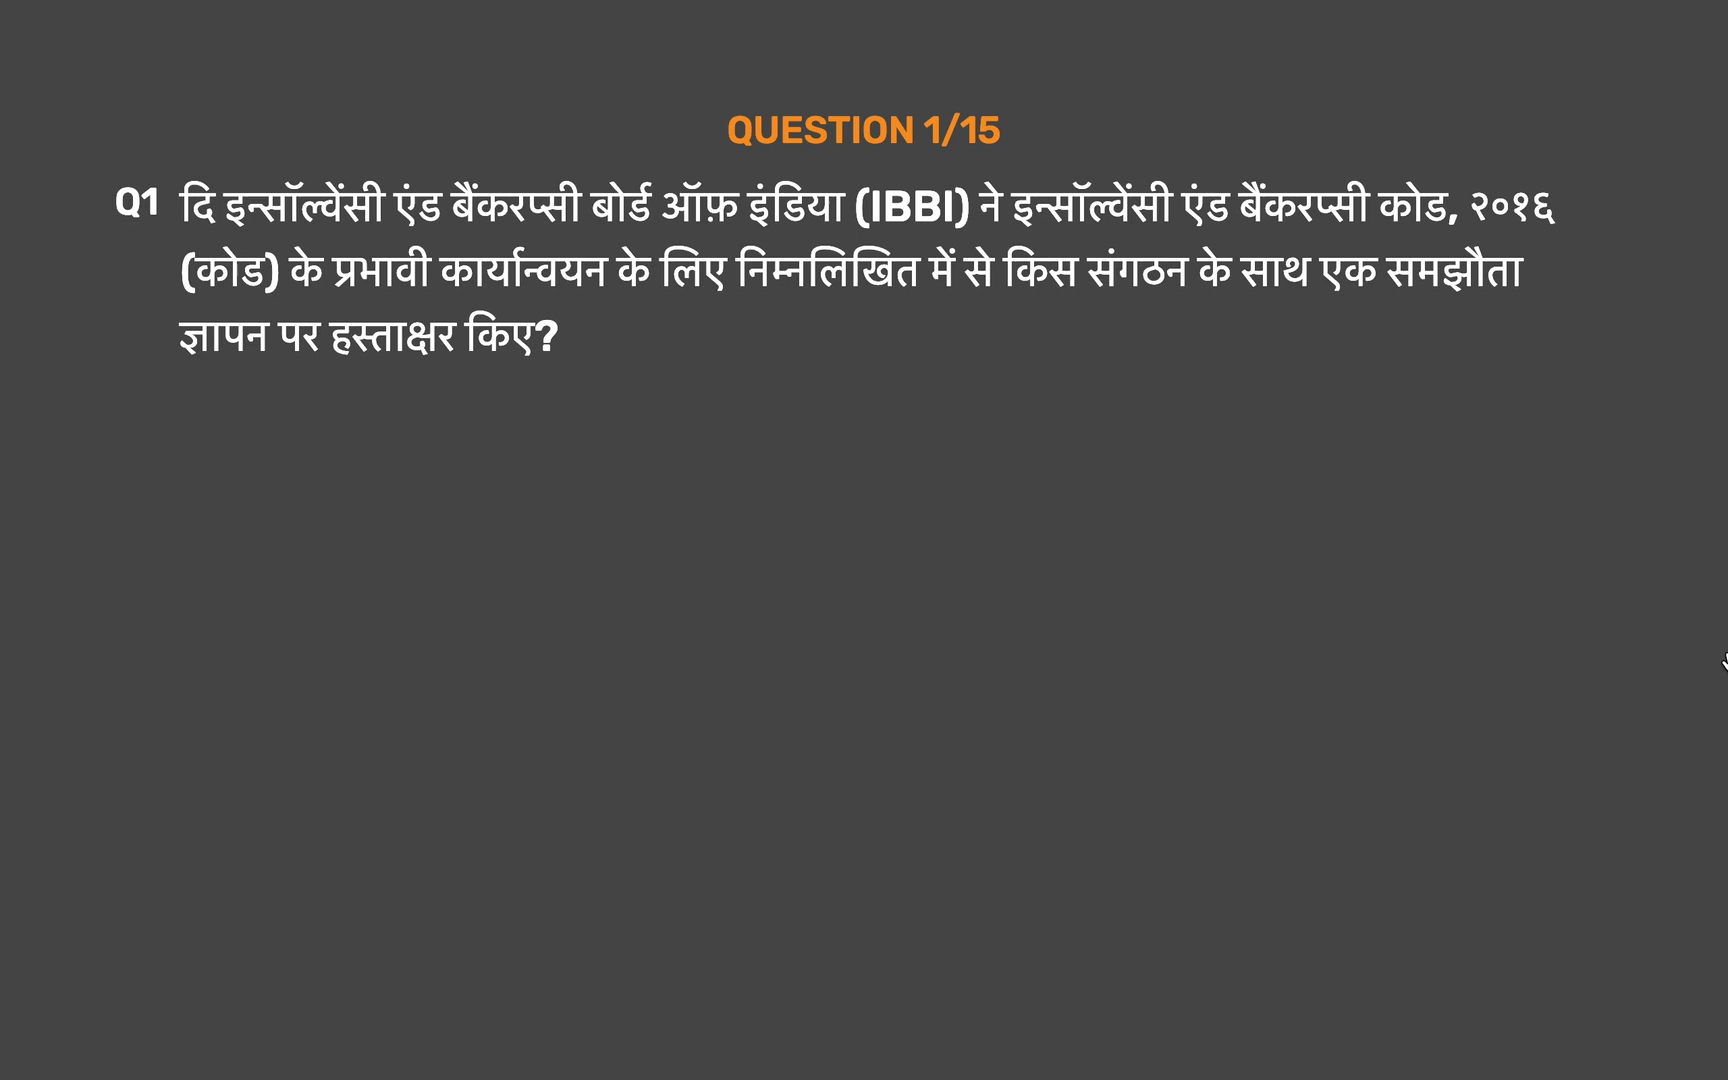 QUESTION 1/15
Q1 दि इन्सॉल्वेंसी एंड बैंकरप्सी बोर्ड ऑफ़ इंडिया (IBBI) ने इन्सॉल्वेंसी एंड बैंकरप्सी कोड, २०१६
(कोड) के प्रभावी कार्यान्वयन के लिए निम्नलिखित में से किस संगठन के साथ एक समझौता
ज्ञापन पर हस्ताक्षर किए?